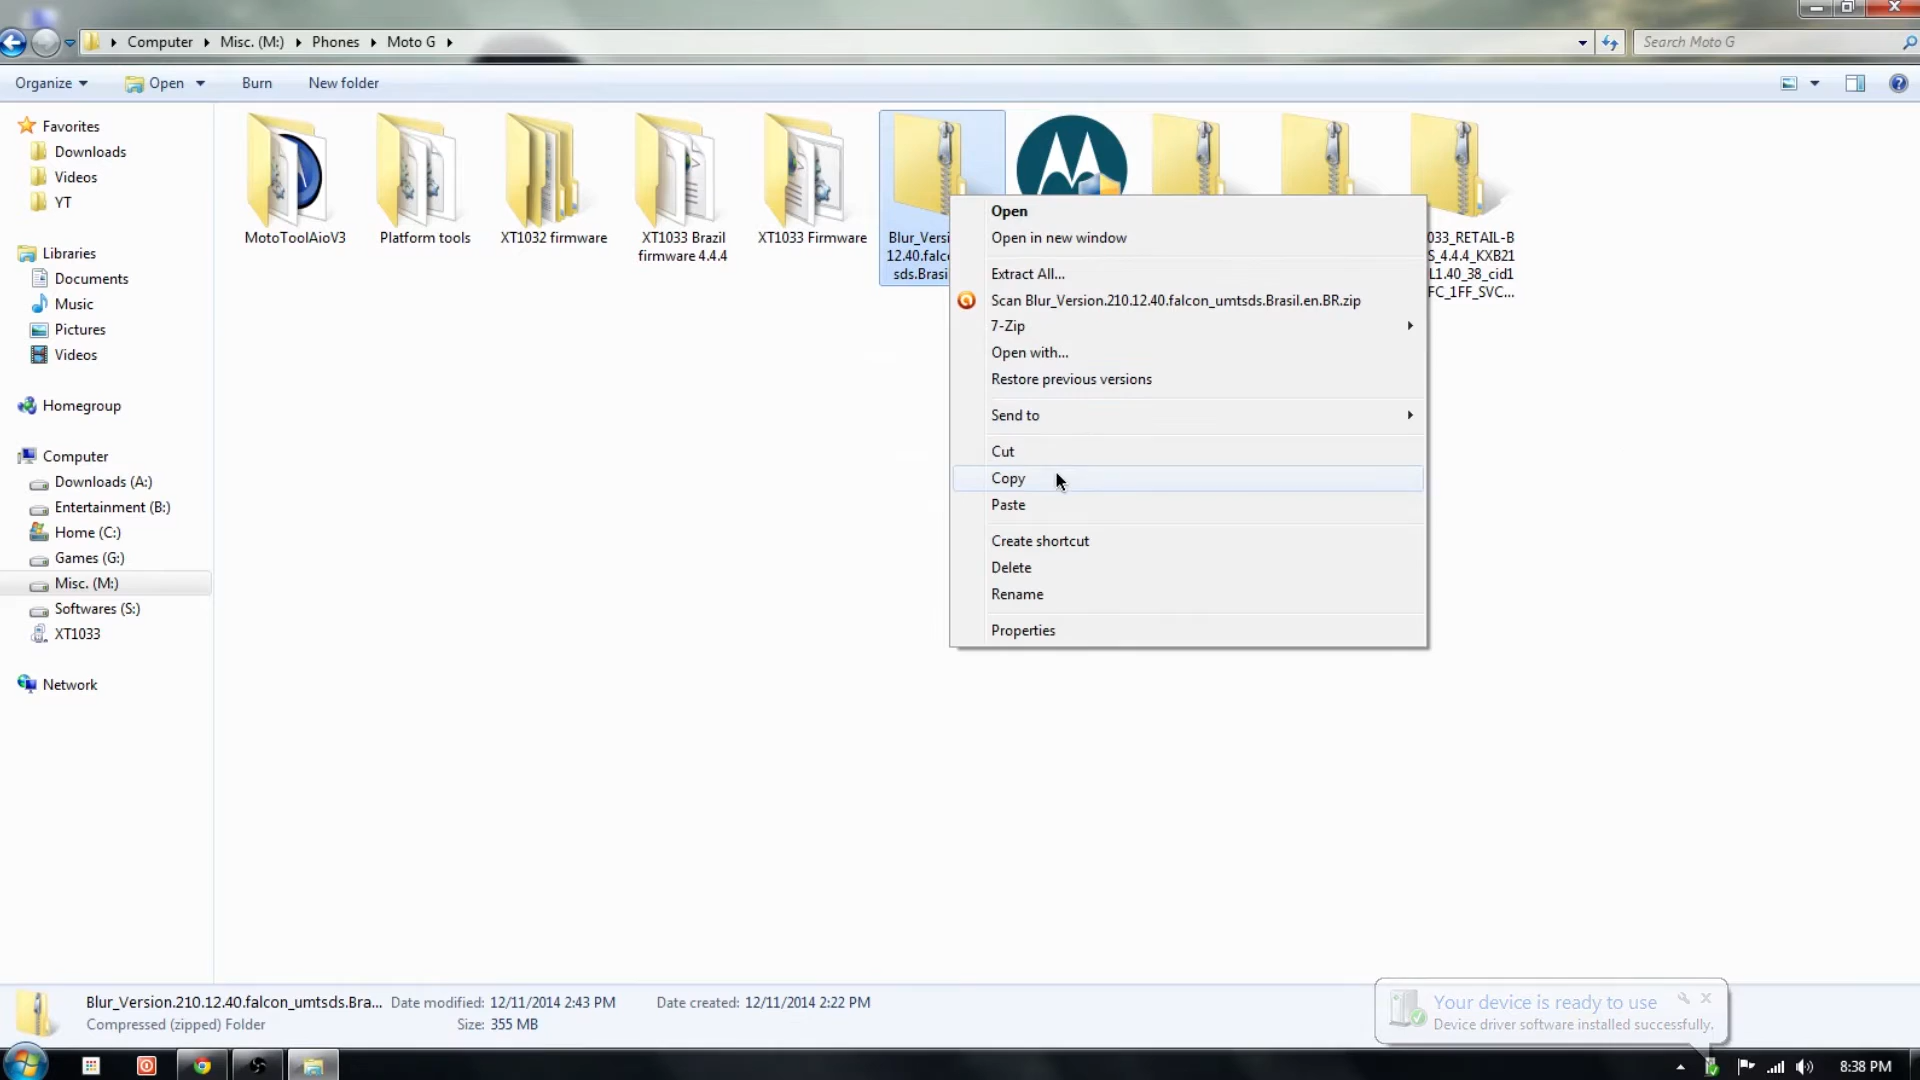 Computer
Misc. (M:)
Phones
Moto G
Search Moto G
Organize
Open
Burn
New folder
Favorites
Downloads
Videos
YT
Libraries
Documents
Music
Pictures
Videos
Homegroup
Computer
Downloads (A:)
Entertainment (B:)
Home (C:)
Games (G:)
Misc. (M:)
Softwares (S:)
XT1033
Network
MotoToolAioV3
Platform tools
XT1032 firmware
XT1033 Brazil
firmware 4.4.4
XT1033 Firmware
Blur_Versi
12.40.falc
sds.Brasi
033_RETAIL-B
S_4.4.4_KXB21
L1.40_38_cid1
FC_1FF_SVC...
Open
Open in new window
Extract All...
Scan Blur_Version.210.12.40.falcon_umtsds.Brasil.en.BR.zip
7-Zip
Open with...
Restore previous versions
Send to
Cut
Copy
Paste
Create shortcut
Delete
Rename
Properties
Blur_Version.210.12.40.falcon_umtsds.Bra...
Date modified: 12/11/2014 2:43 PM
Date created: 12/11/2014 2:22 PM
Compressed (zipped) Folder
Size: 355 MB
Your device is ready to use
Device driver software installed successfully.
8:38 PM